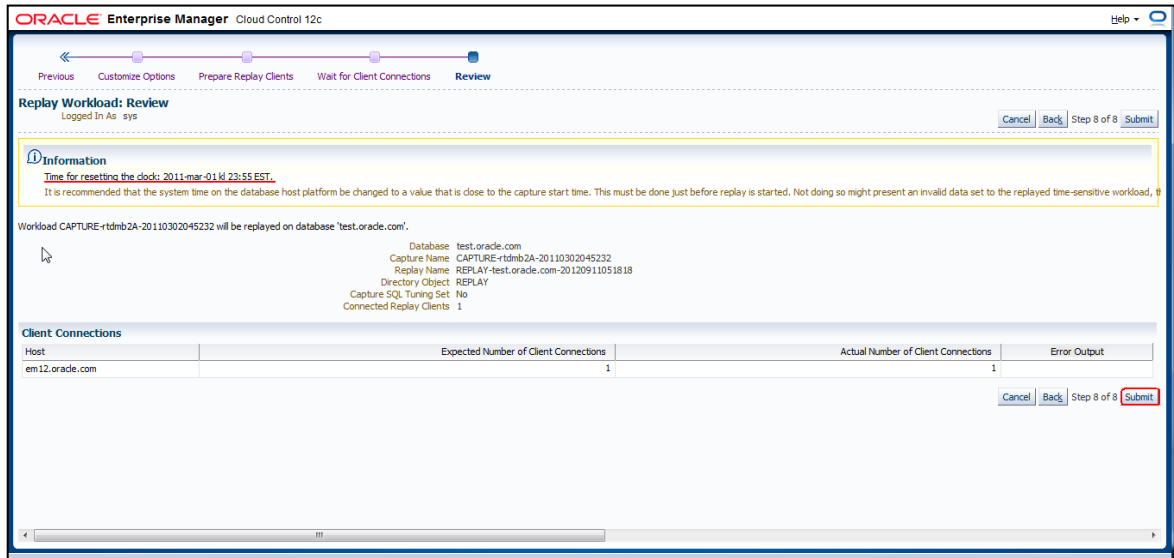 ORACLE Enterprise Manager Cloud Control 12c
Help
Previous Customize Options Prepare Replay Clients Wait for Client Connections Review
Replay Workload: Review
Logged In As sys
Cancel Back Step 8 of 8 Submit
Information
Time for resetting the clock: 2011-mar-01 kl 23:55 EST.
It is recommended that the system time on the database host platform be changed to a value that is close to the capture start time. This must be done just before replay is started. Not doing so might present an invalid data set to the replayed time-sensitive workload,
Workload CAPTURE-rtdmb2A-20110302045232 will be replayed on database 'test.oracle.com'.
Database test.oracle.com
Capture Name CAPTURE-rtdmb2A-20110302045232
Replay Name REPLAY-test.oracle.com-20120911051818
Directory Object REPLAY
Capture SQL Tuning Set No
Connected Replay Clients 1
Client Connections
Host Expected Number of Client Connections Actual Number of Client Connections Error Output
em12.oracle.com 1 1
Cancel Back Step 8 of 8 Submit